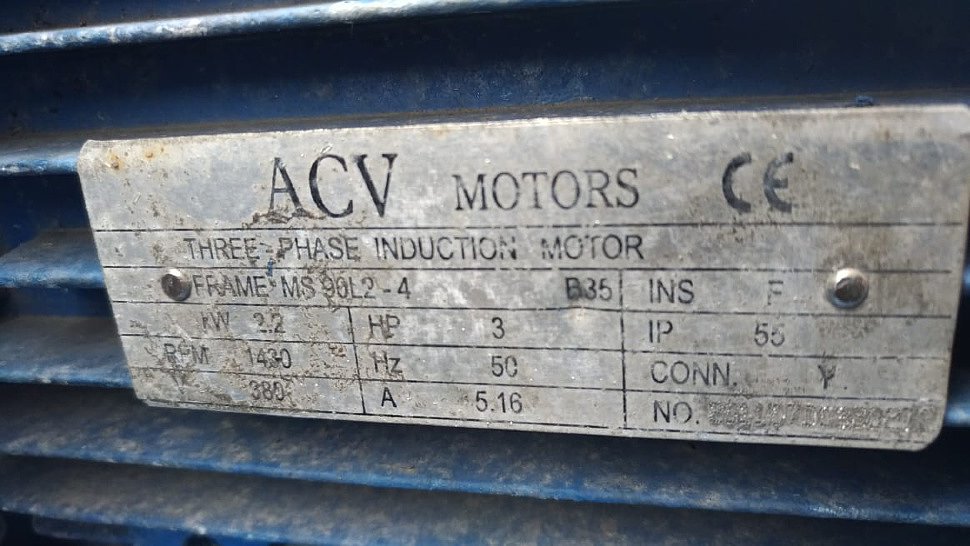 ACV MOTORS CE
THREE-PHASE INDUCTION MOTOR
FRAME MS 90L2-4 B35 INS F
kW 2.2 HP 3 IP 55
RPM 1430 Hz 50 CONN. Y
V 380 A 5.16 NO.